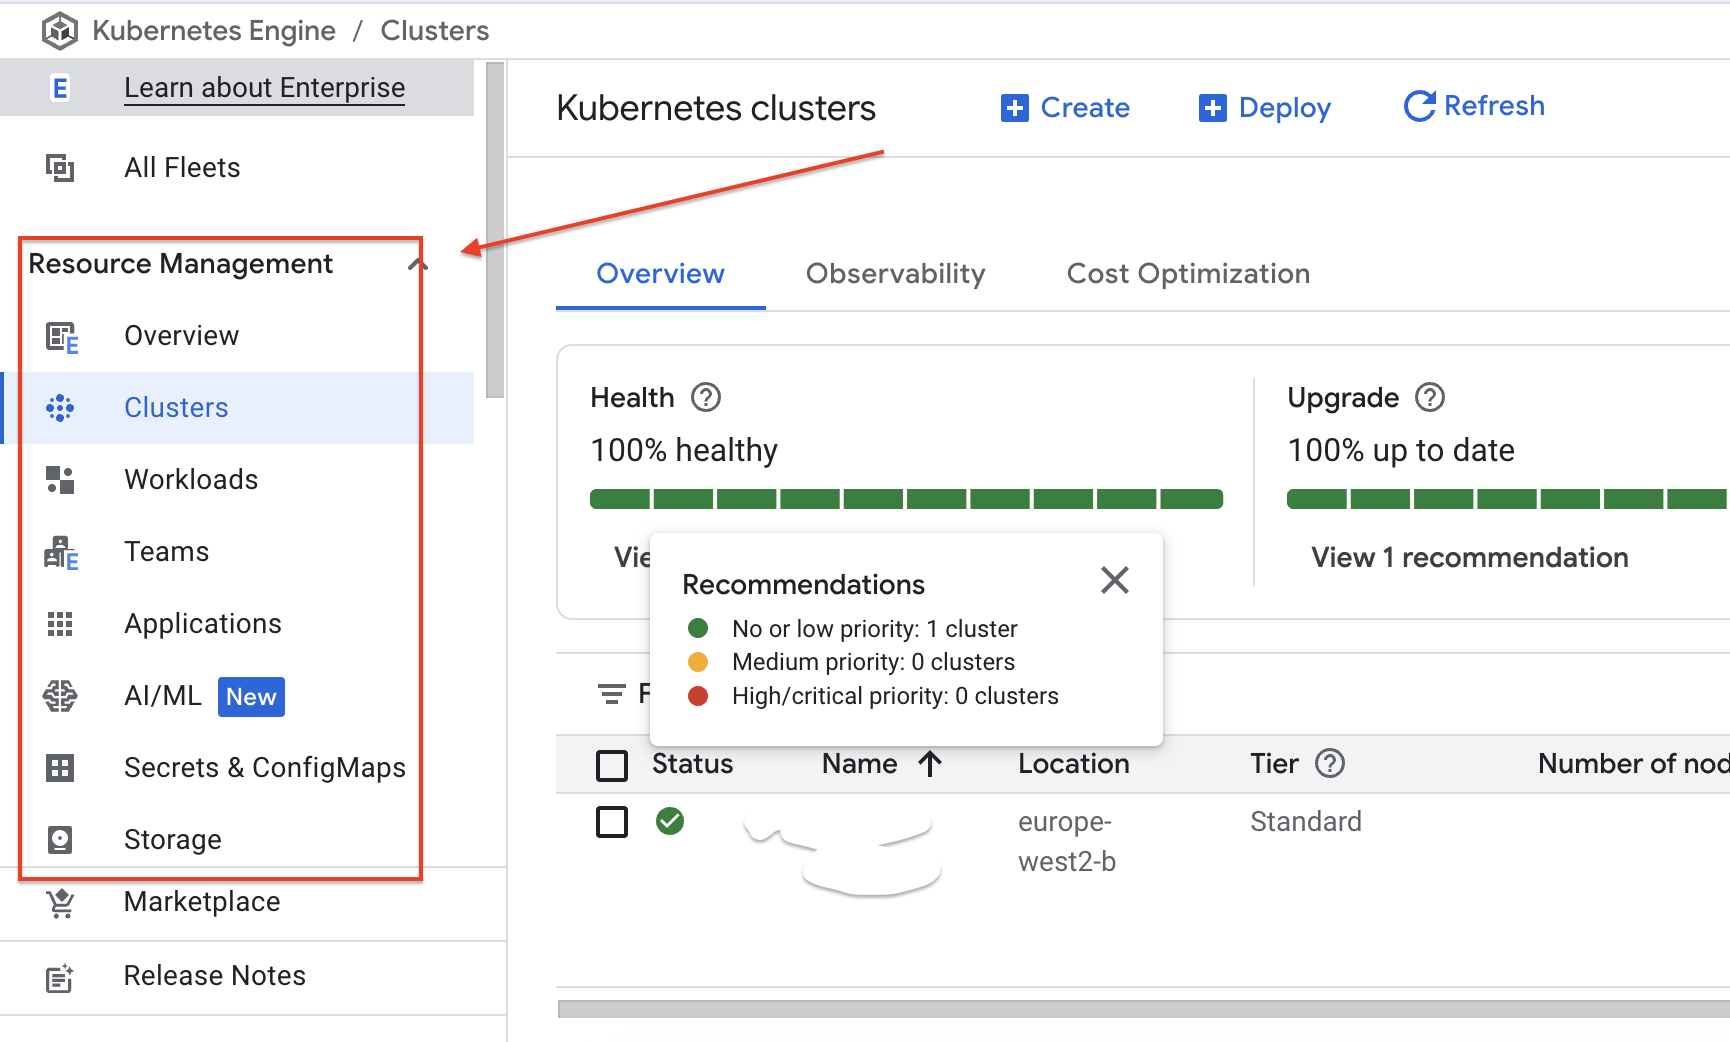 Kubernetes Engine / Clusters
E Learn about Enterprise
All Fleets
Resource Management
E Overview
Clusters
Workloads
E Teams
Applications
AI/ML New
Secrets & ConfigMaps
Storage
Marketplace
Release Notes
Kubernetes clusters Create Deploy Refresh
Overview Observability Cost Optimization
Health ?
100% healthy
Upgrade ?
100% up to date
View 1 recommendation
Recommendations
No or low priority: 1 cluster
Medium priority: 0 clusters
High/critical priority: 0 clusters
Status Name Location Tier ? Number of nod
europe-
west2-b
Standard